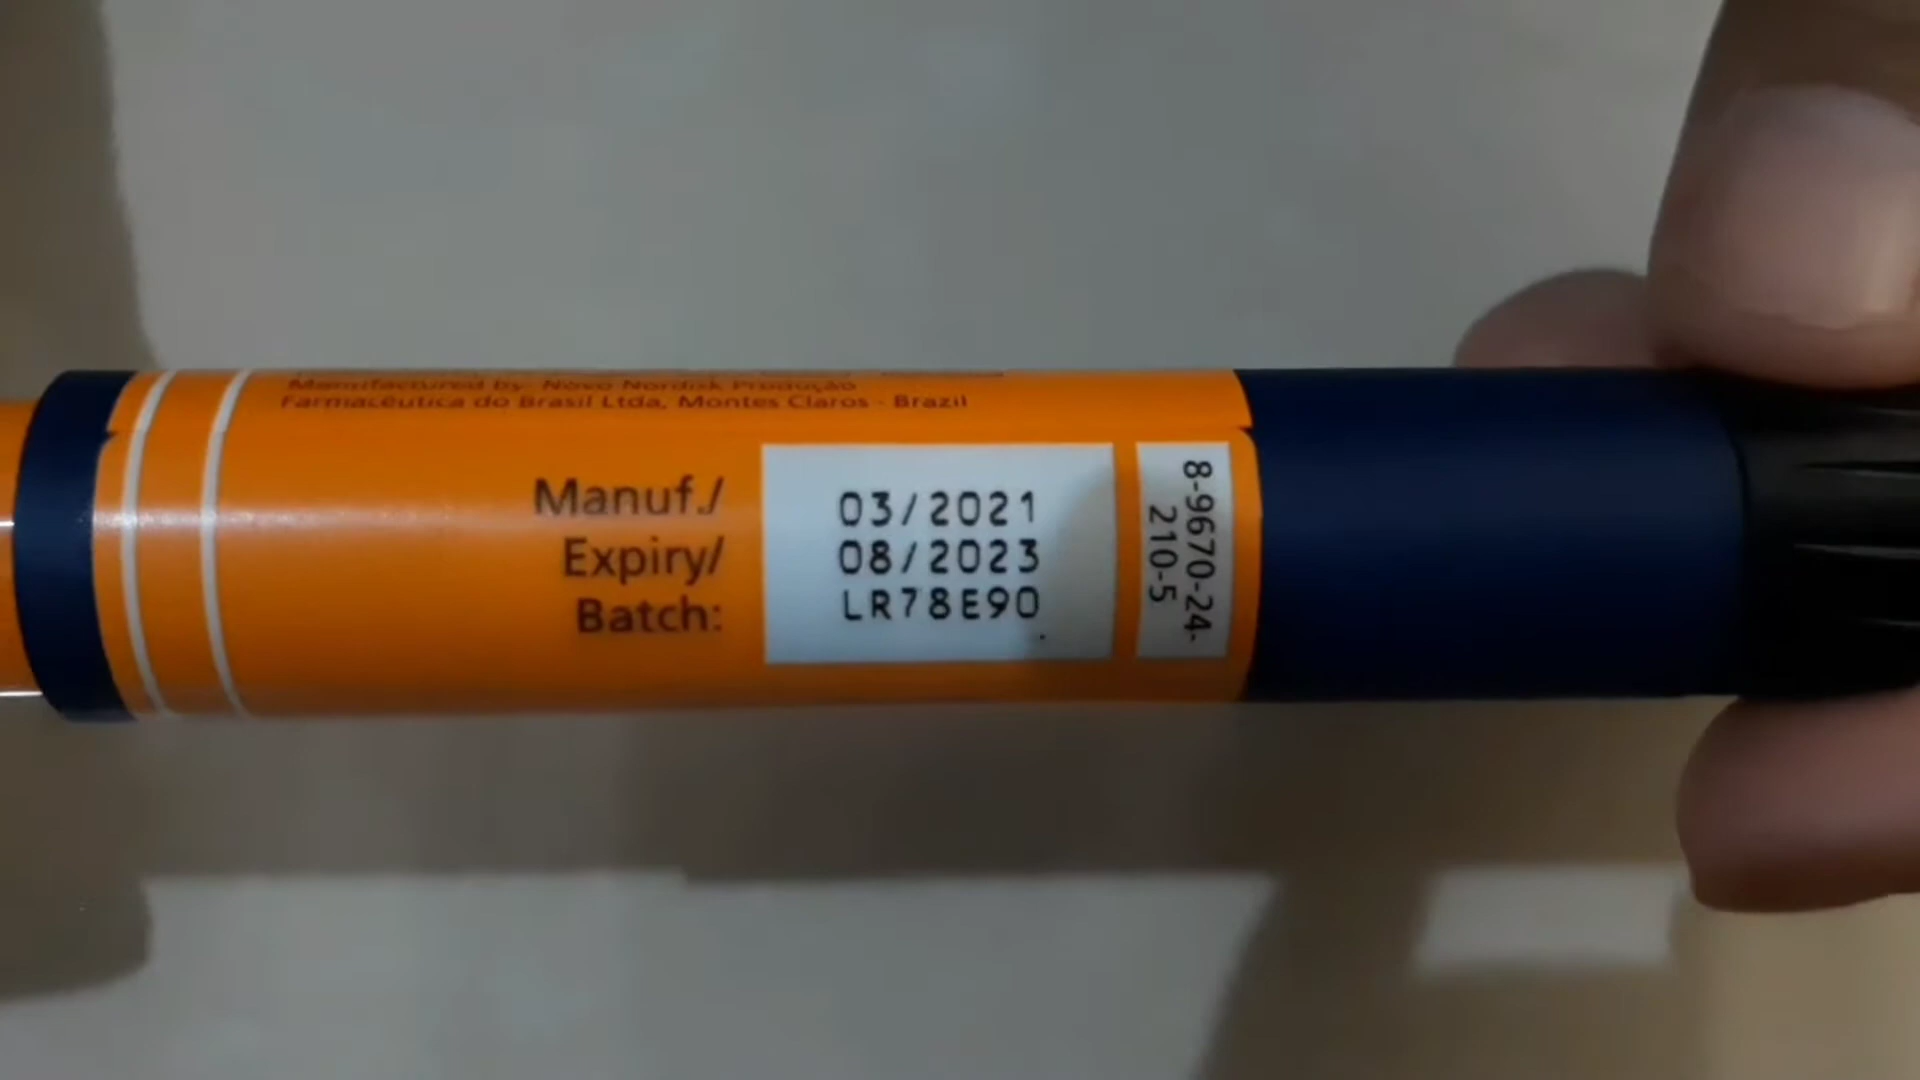 Manufactured by: Novo Nordisk Produção
Farmacêutica do Brasil Ltda, Montes Claros - Brazil
Manuf./
Expiry/
Batch:
03/2021
08/2023
LR78E90
8-9670-24-
210-5